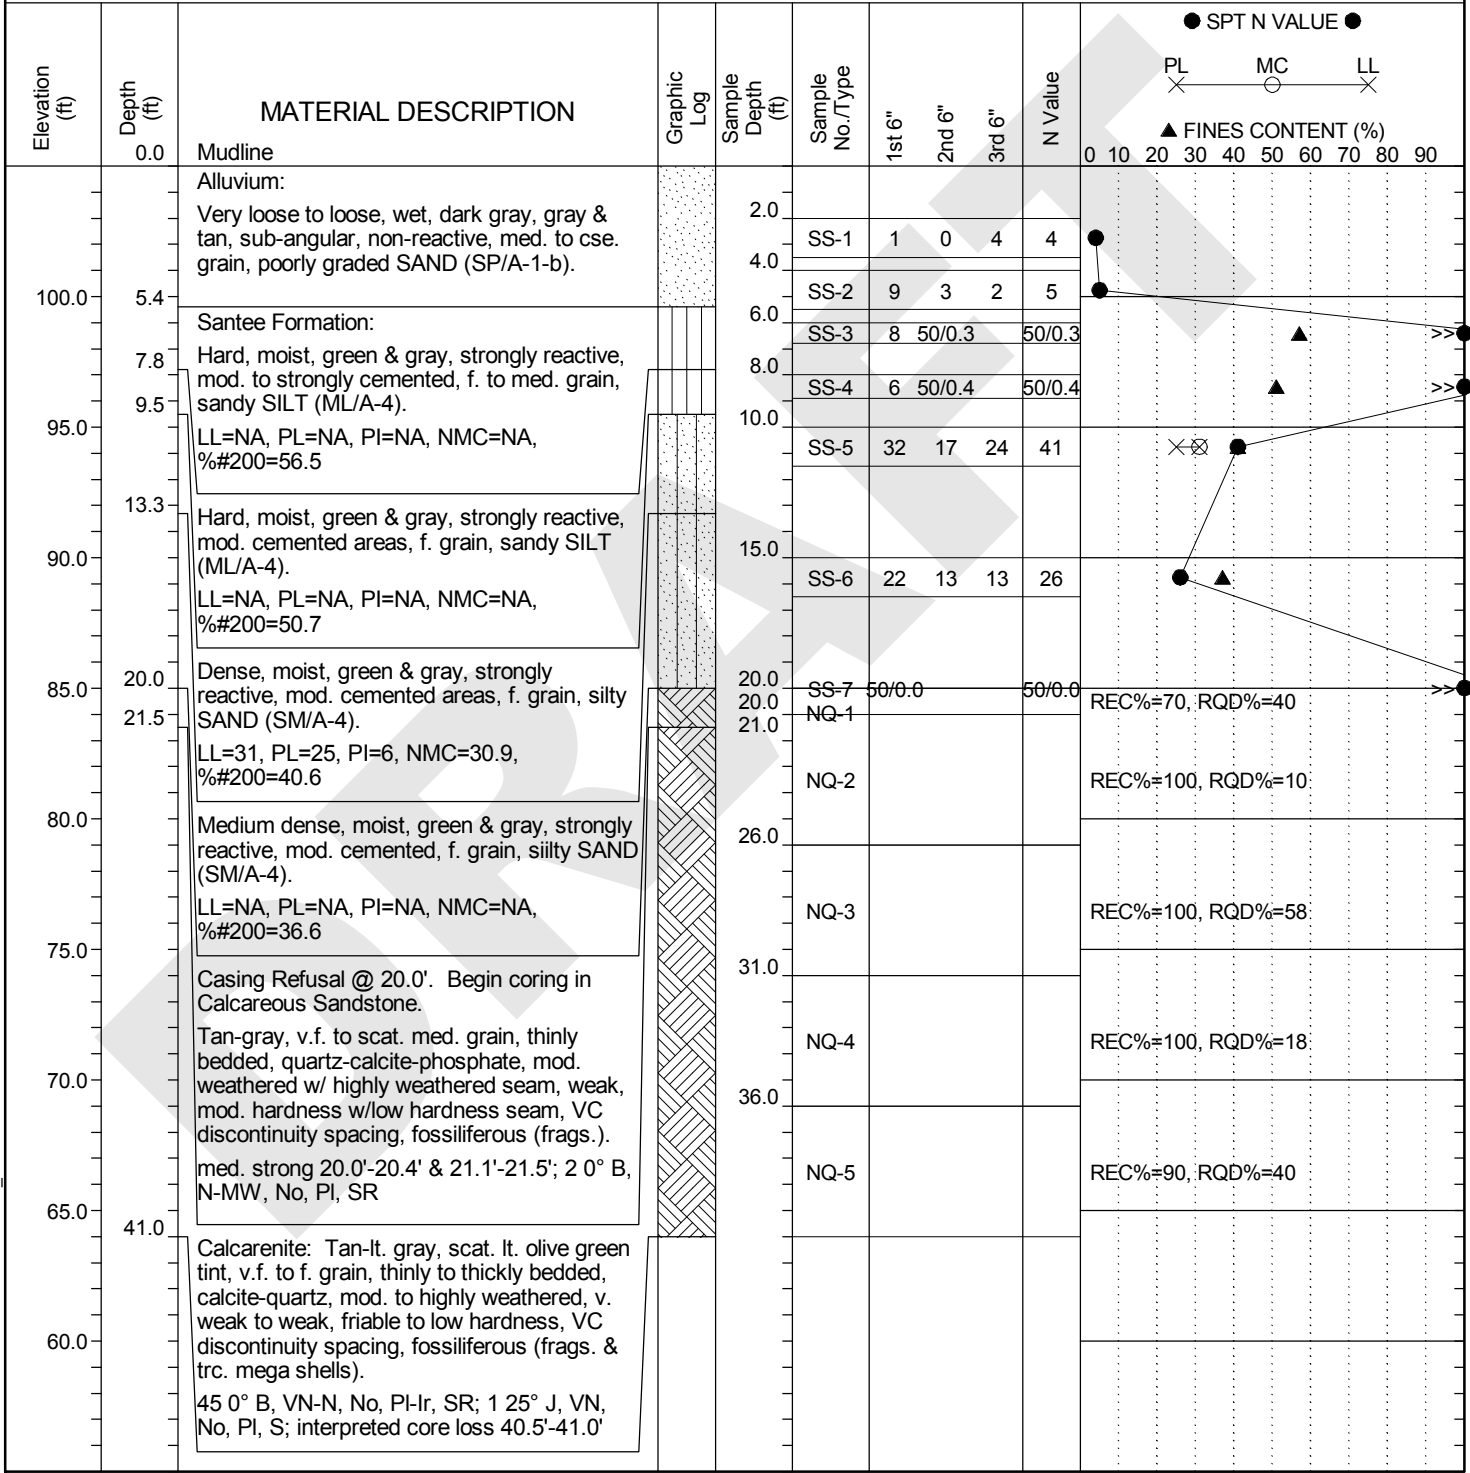 Elevation (ft)
Depth (ft)
0.0
MATERIAL DESCRIPTION
Mudline
Graphic Log
Sample Depth (ft)
Sample No./Type
1st 6"
2nd 6"
3rd 6"
N Value
● SPT N VALUE ●
PL MC LL
▲ FINES CONTENT (%)
0 10 20 30 40 50 60 70 80 90
Alluvium:
Very loose to loose, wet, dark gray, gray &
tan, sub-angular, non-reactive, med. to cse.
grain, poorly graded SAND (SP/A-1-b).
Santee Formation:
Hard, moist, green & gray, strongly reactive,
mod. to strongly cemented, f. to med. grain,
sandy SILT (ML/A-4).
LL=NA, PL=NA, PI=NA, NMC=NA,
%#200=56.5
Hard, moist, green & gray, strongly reactive,
mod. cemented areas, f. grain, sandy SILT
(ML/A-4).
LL=NA, PL=NA, PI=NA, NMC=NA,
%#200=50.7
Dense, moist, green & gray, strongly
reactive, mod. cemented areas, f. grain, silty
SAND (SM/A-4).
LL=31, PL=25, PI=6, NMC=30.9,
%#200=40.6
Medium dense, moist, green & gray, strongly
reactive, mod. cemented, f. grain, siilty SAND
(SM/A-4).
LL=NA, PL=NA, PI=NA, NMC=NA,
%#200=36.6
Casing Refusal @ 20.0'. Begin coring in
Calcareous Sandstone.
Tan-gray, v.f. to scat. med. grain, thinly
bedded, quartz-calcite-phosphate, mod.
weathered w/ highly weathered seam, weak,
mod. hardness w/low hardness seam, VC
discontinuity spacing, fossiliferous (frags.).
med. strong 20.0'-20.4' & 21.1'-21.5'; 2 0° B,
N-MW, No, Pl, SR
Calcarenite: Tan-lt. gray, scat. lt. olive green
tint, v.f. to f. grain, thinly to thickly bedded,
calcite-quartz, mod. to highly weathered, v.
weak to weak, friable to low hardness, VC
discontinuity spacing, fossiliferous (frags. &
trc. mega shells).
45 0° B, VN-N, No, Pl-Ir, SR; 1 25° J, VN,
No, Pl, S; interpreted core loss 40.5'-41.0'
100.0
95.0
90.0
85.0
80.0
75.0
70.0
65.0
60.0
5.4
7.8
9.5
13.3
20.0
21.5
41.0
2.0
SS-1 1 0 4 4
4.0
SS-2 9 3 2 5
6.0
SS-3 8 50/0.3 50/0.3 >>
8.0
SS-4 6 50/0.4 50/0.4 >>
10.0
SS-5 32 17 24 41
15.0
SS-6 22 13 13 26
20.0
SS-7 50/0.0 50/0.0 >>
20.0
NQ-1 REC%=70, RQD%=40
21.0
NQ-2 REC%=100, RQD%=10
26.0
NQ-3 REC%=100, RQD%=58
31.0
NQ-4 REC%=100, RQD%=18
36.0
NQ-5 REC%=90, RQD%=40
DRAFT